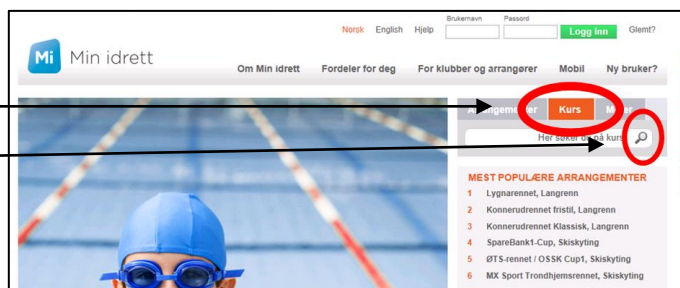 Brukernavn Passord
Norsk English Hjelp Logg inn Glemt?
Mi Min idrett
Om Min idrett Fordeler for deg For klubber og arrangører Mobil Ny bruker?
Kurs
Her søker du på kurs
MEST POPULÆRE ARRANGEMENTER
1 Lygnarennet, Langrenn
2 Konnerudrennet fristil, Langrenn
3 Konnerudrennet Klassisk, Langrenn
4 SpareBank1-Cup, Skiskyting
5 ØTS-rennet / OSSK Cup1, Skiskyting
6 MX Sport Trondhjemsrennet, Skiskyting